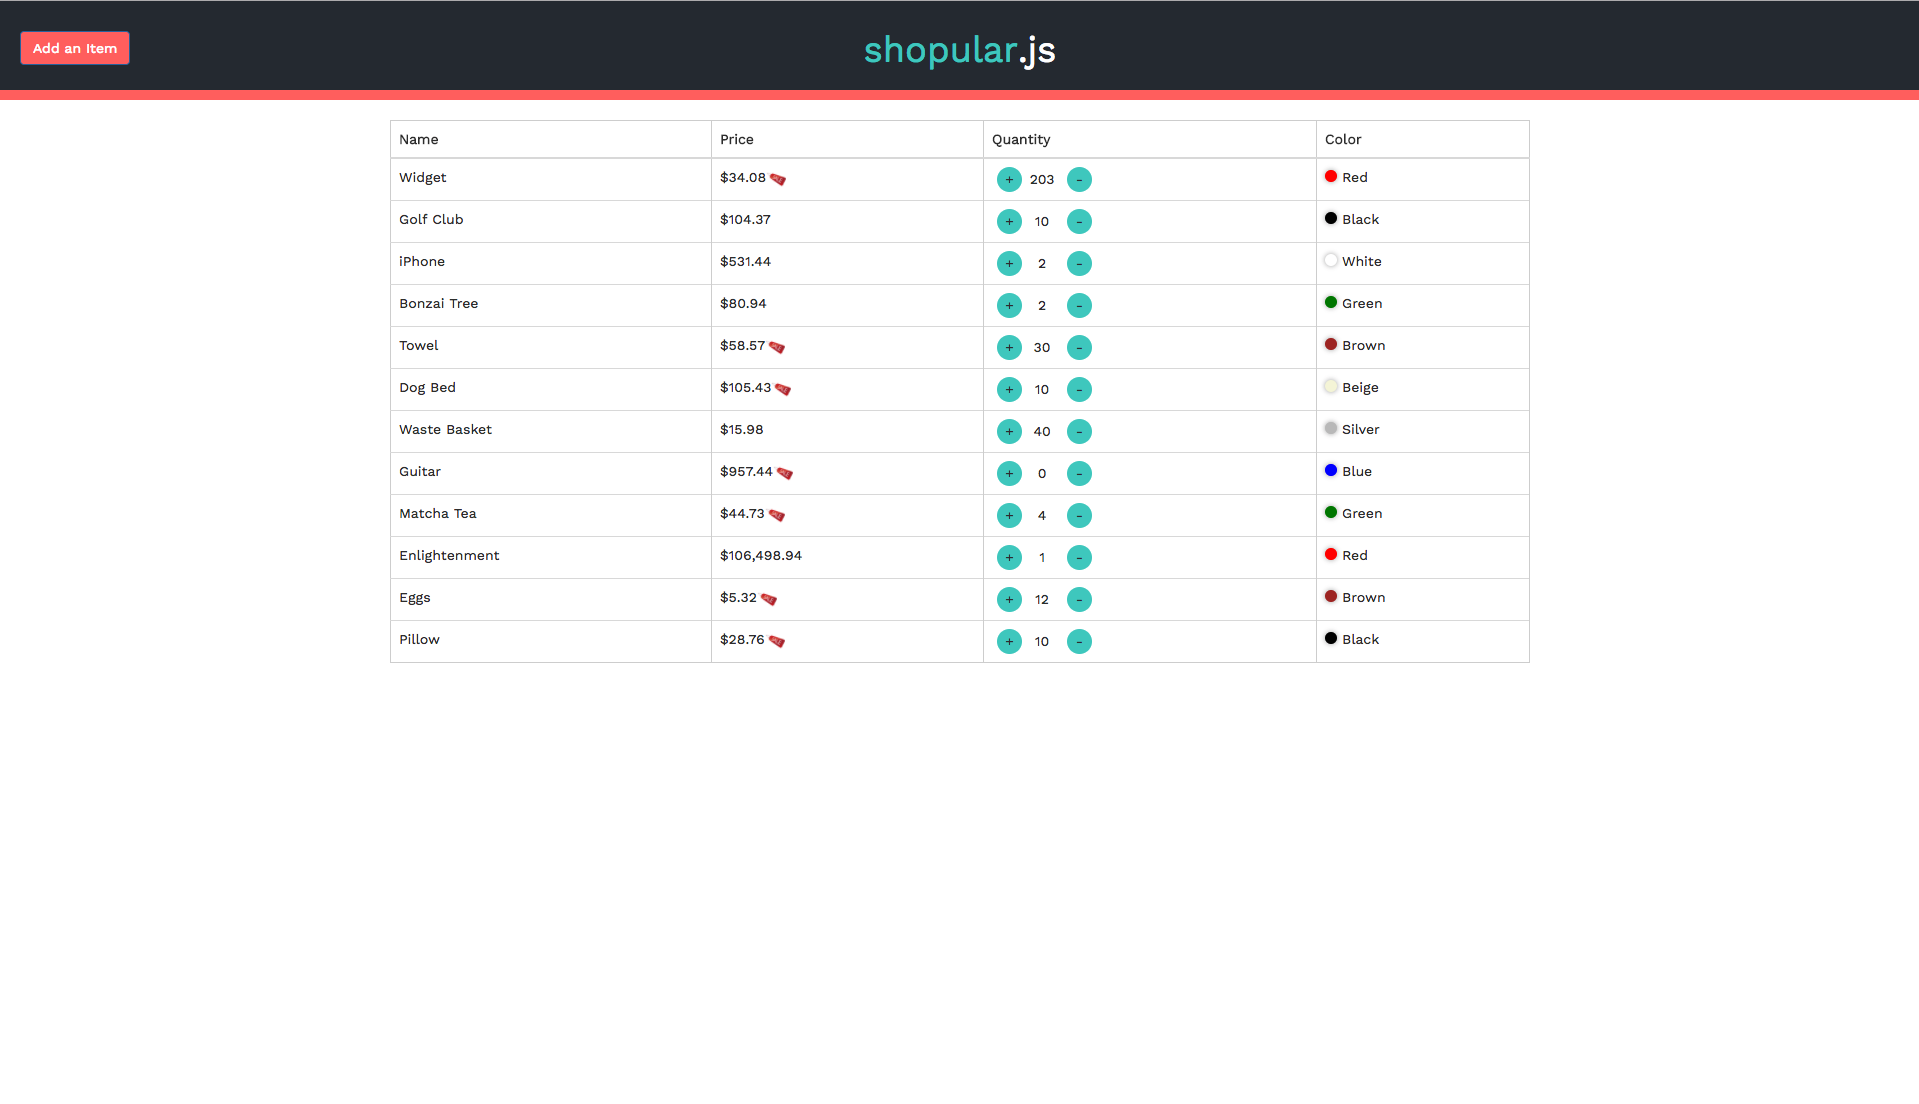 Add an Item
shopular.js
Name Price Quantity Color
Widget $34.08 + 203 - Red
Golf Club $104.37 + 10 - Black
iPhone $531.44 + 2 - White
Bonzai Tree $80.94 + 2 - Green
Towel $58.57 + 30 - Brown
Dog Bed $105.43 + 10 - Beige
Waste Basket $15.98 + 40 - Silver
Guitar $957.44 + 0 - Blue
Matcha Tea $44.73 + 4 - Green
Enlightenment $106,498.94 + 1 - Red
Eggs $5.32 + 12 - Brown
Pillow $28.76 + 10 - Black